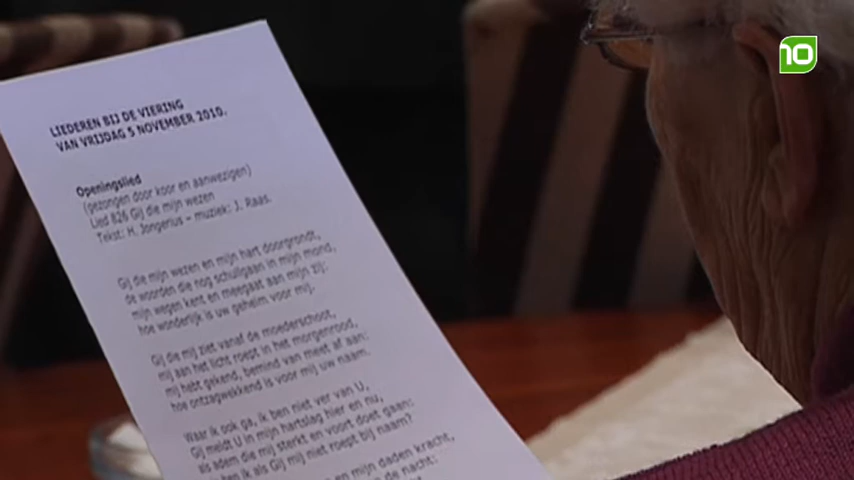 10
LIEDEREN BIJ DE VIERING
VAN VRIJDAG 5 NOVEMBER 2010.
Openingslied
(gezongen door koor en aanwezigen)
Lied 826 Gij die mijn wezen
Tekst: H. Jongerius – muziek: J. Raas.
Gij die mijn wezen en mijn hart doorgrondt,
de woorden die nog schuilgaan in mijn mond,
mijn wegen kent en meegaat aan mijn zij:
hoe wonderlijk is uw geheim voor mij.
Gij die mij ziet vanaf de moederschoot,
mij aan het licht roept in het morgenrood,
mij hebt gekend, bemind van meet af aan:
hoe ontzagwekkend is voor mij uw naam.
Waar ik ook ga, ik ben niet ver van U,
Gij meldt U in mijn hartslag hier en nu,
als adem die mij sterkt en voort doet gaan:
ben ik als Gij mij niet roept bij naam?
en mijn daden kracht,
de nacht: